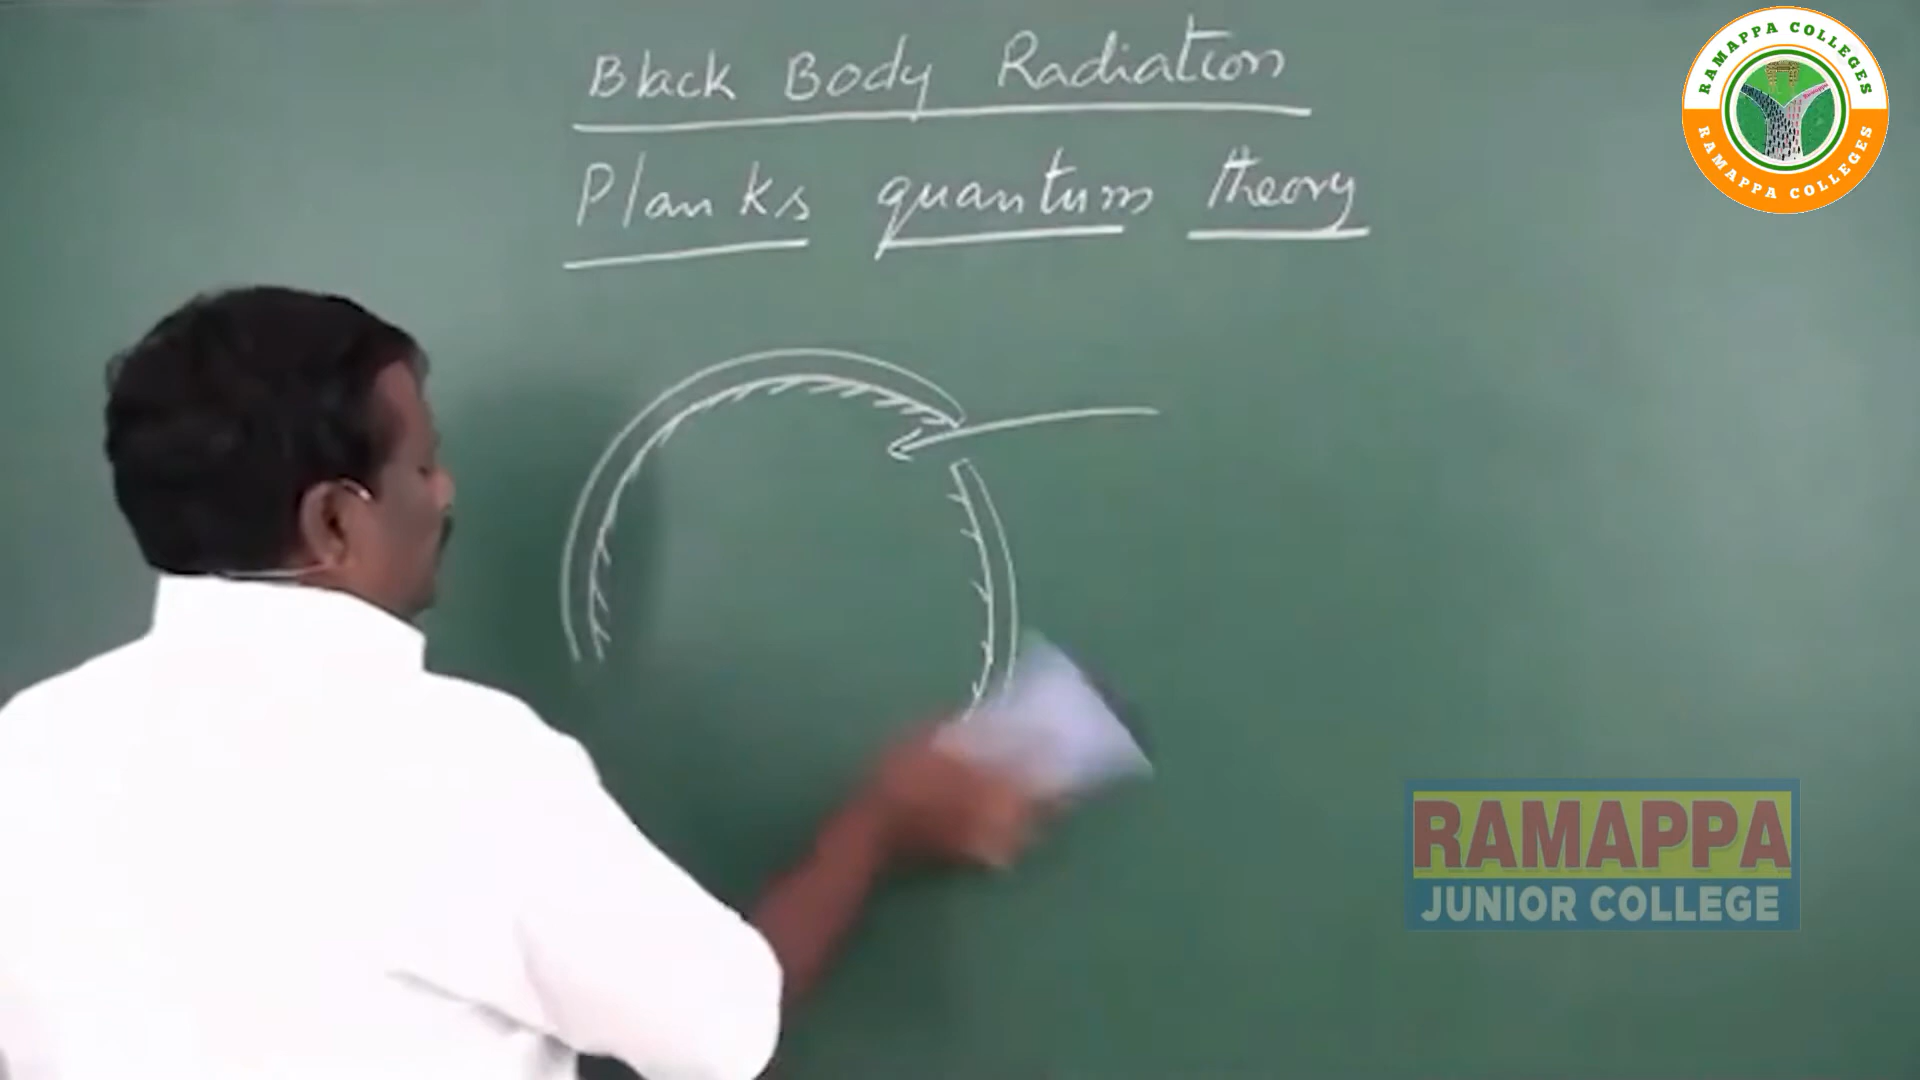 Black Body Radiation
Planks quantum theory
RAMAPPA COLLEGES
RAMAPPA COLLEGES
RAMAPPA
JUNIOR COLLEGE